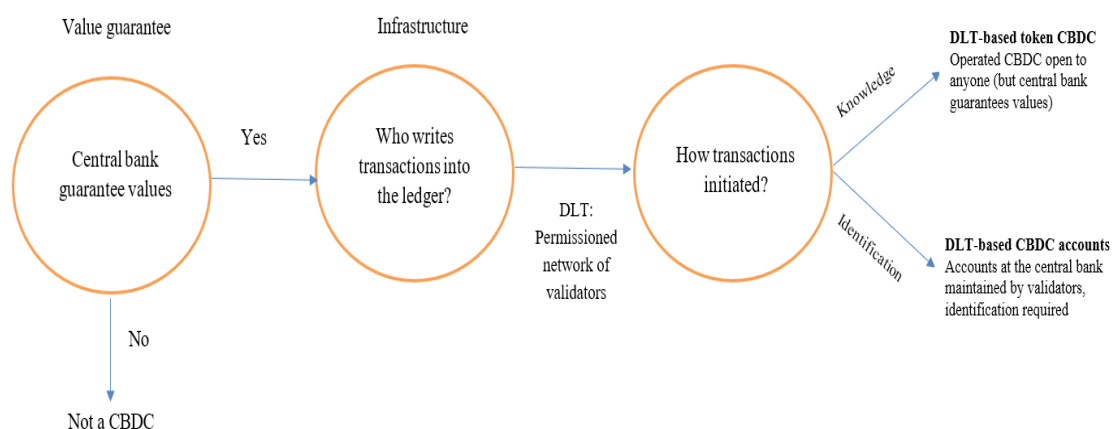 Value guarantee
Infrastructure
Central bank
guarantee values
Yes
No
Not a CBDC
Who writes
transactions into
the ledger?
DLT:
Permissioned
network of
validators
How transactions
initiated?
Knowledge
DLT-based token CBDC
Operated CBDC open to
anyone (but central bank
guarantees values)
Identification
DLT-based CBDC accounts
Accounts at the central bank
maintained by validators,
identification required